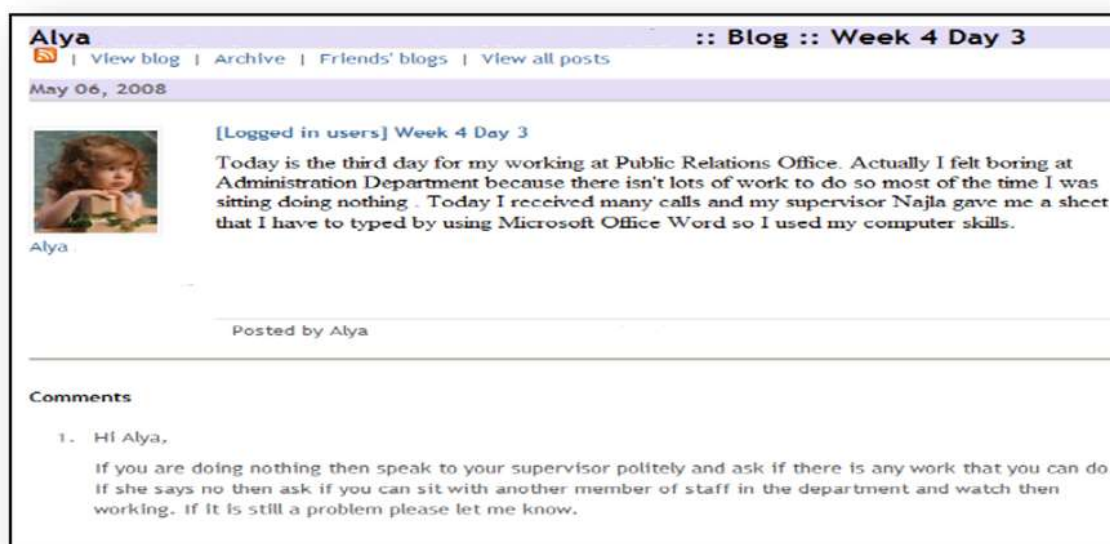 Alya :: Blog :: Week 4 Day 3
| View blog | Archive | Friends' blogs | View all posts
May 06, 2008
[Logged in users] Week 4 Day 3
Today is the third day for my working at Public Relations Office. Actually I felt boring at
Administration Department because there isn't lots of work to do so most of the time I was
sitting doing nothing . Today I received many calls and my supervisor Najla gave me a sheet
that I have to typed by using Microsoft Office Word so I used my computer skills.
Alya
Posted by Alya
Comments
1. Hi Alya,
If you are doing nothing then speak to your supervisor politely and ask if there is any work that you can do
If she says no then ask if you can sit with another member of staff in the department and watch then
working. If it is still a problem please let me know.